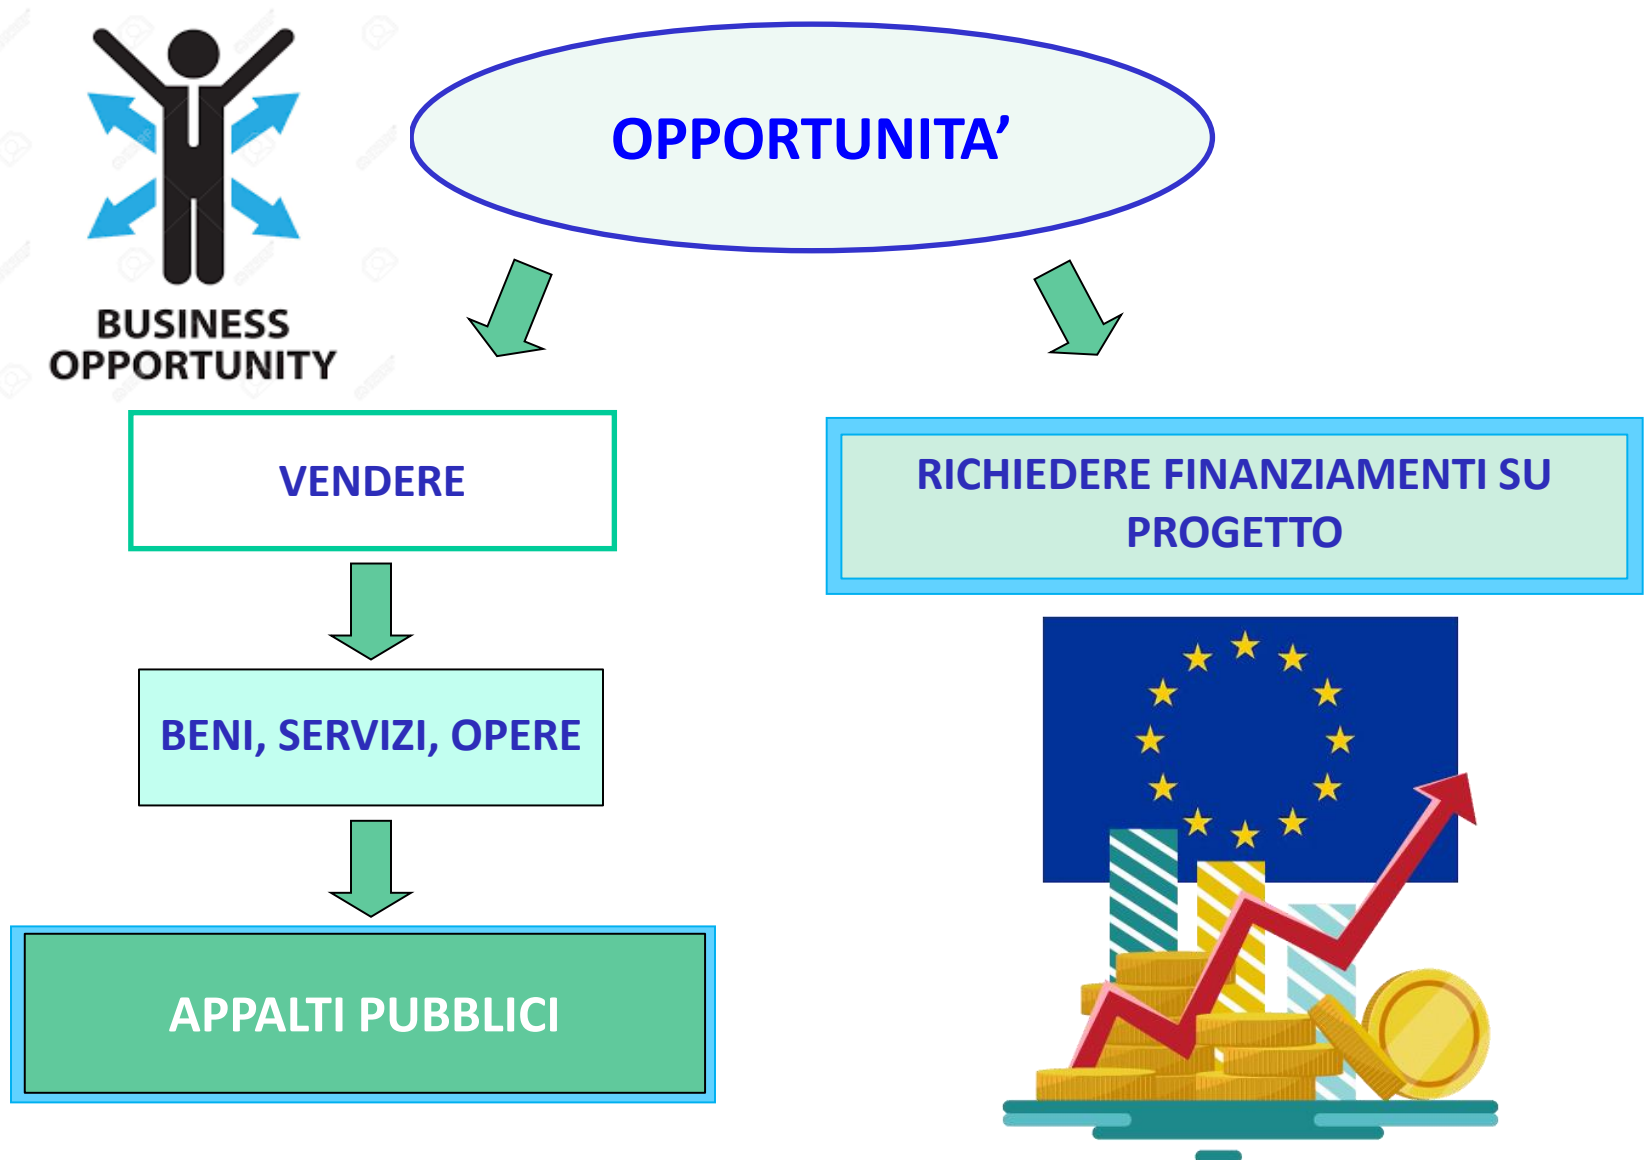 OPPORTUNITA’
BUSINESS
OPPORTUNITY
VENDERE
RICHIEDERE FINANZIAMENTI SU
PROGETTO
BENI, SERVIZI, OPERE
APPALTI PUBBLICI